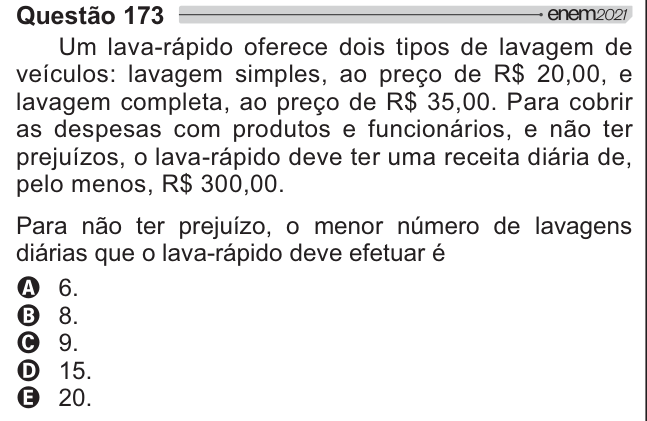 Questão 173 enem2021
Um lava-rápido oferece dois tipos de lavagem de
veículos: lavagem simples, ao preço de R$ 20,00, e
lavagem completa, ao preço de R$ 35,00. Para cobrir
as despesas com produtos e funcionários, e não ter
prejuízos, o lava-rápido deve ter uma receita diária de,
pelo menos, R$ 300,00.
Para não ter prejuízo, o menor número de lavagens
diárias que o lava-rápido deve efetuar é
A 6.
B 8.
C 9.
D 15.
E 20.